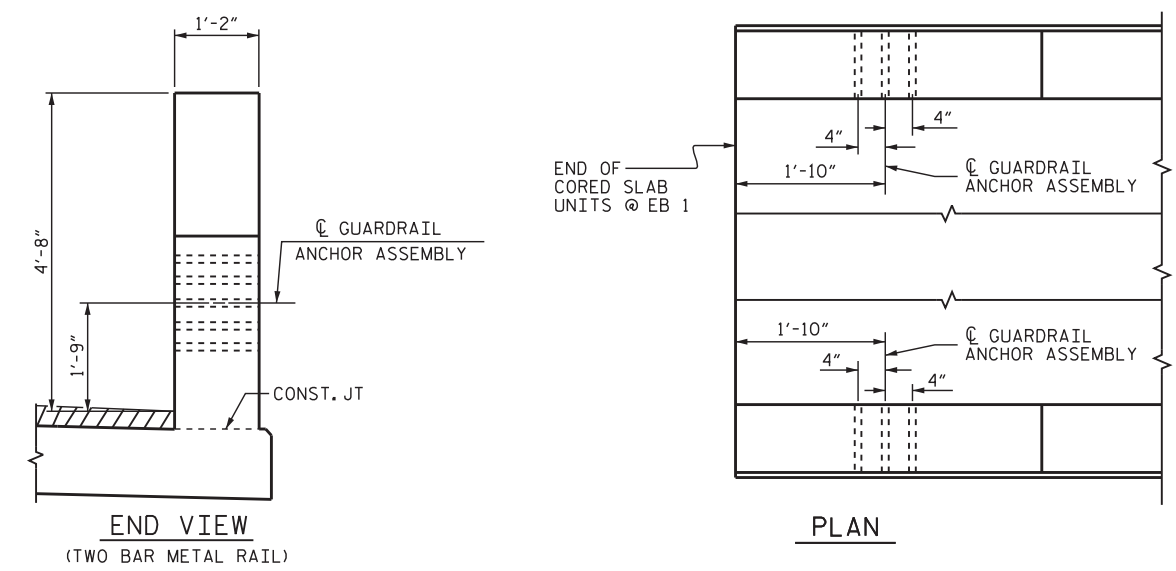 1'-2"
4'-8"
1'-9"
℄ GUARDRAIL
ANCHOR ASSEMBLY
CONST. JT
END VIEW
(TWO BAR METAL RAIL)
4"
4"
1'-10"
℄ GUARDRAIL
ANCHOR ASSEMBLY
END OF
CORED SLAB
UNITS @ EB 1
1'-10"
℄ GUARDRAIL
ANCHOR ASSEMBLY
4"
4"
PLAN